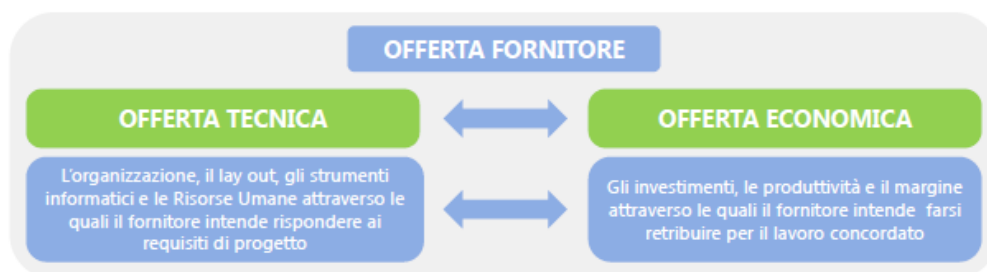 OFFERTA FORNITORE
OFFERTA TECNICA
OFFERTA ECONOMICA
L'organizzazione, il lay out, gli strumenti
informatici e le Risorse Umane attraverso le
quali il fornitore intende rispondere ai
requisiti di progetto
Gli investimenti, le produttività e il margine
attraverso le quali il fornitore intende farsi
retribuire per il lavoro concordato